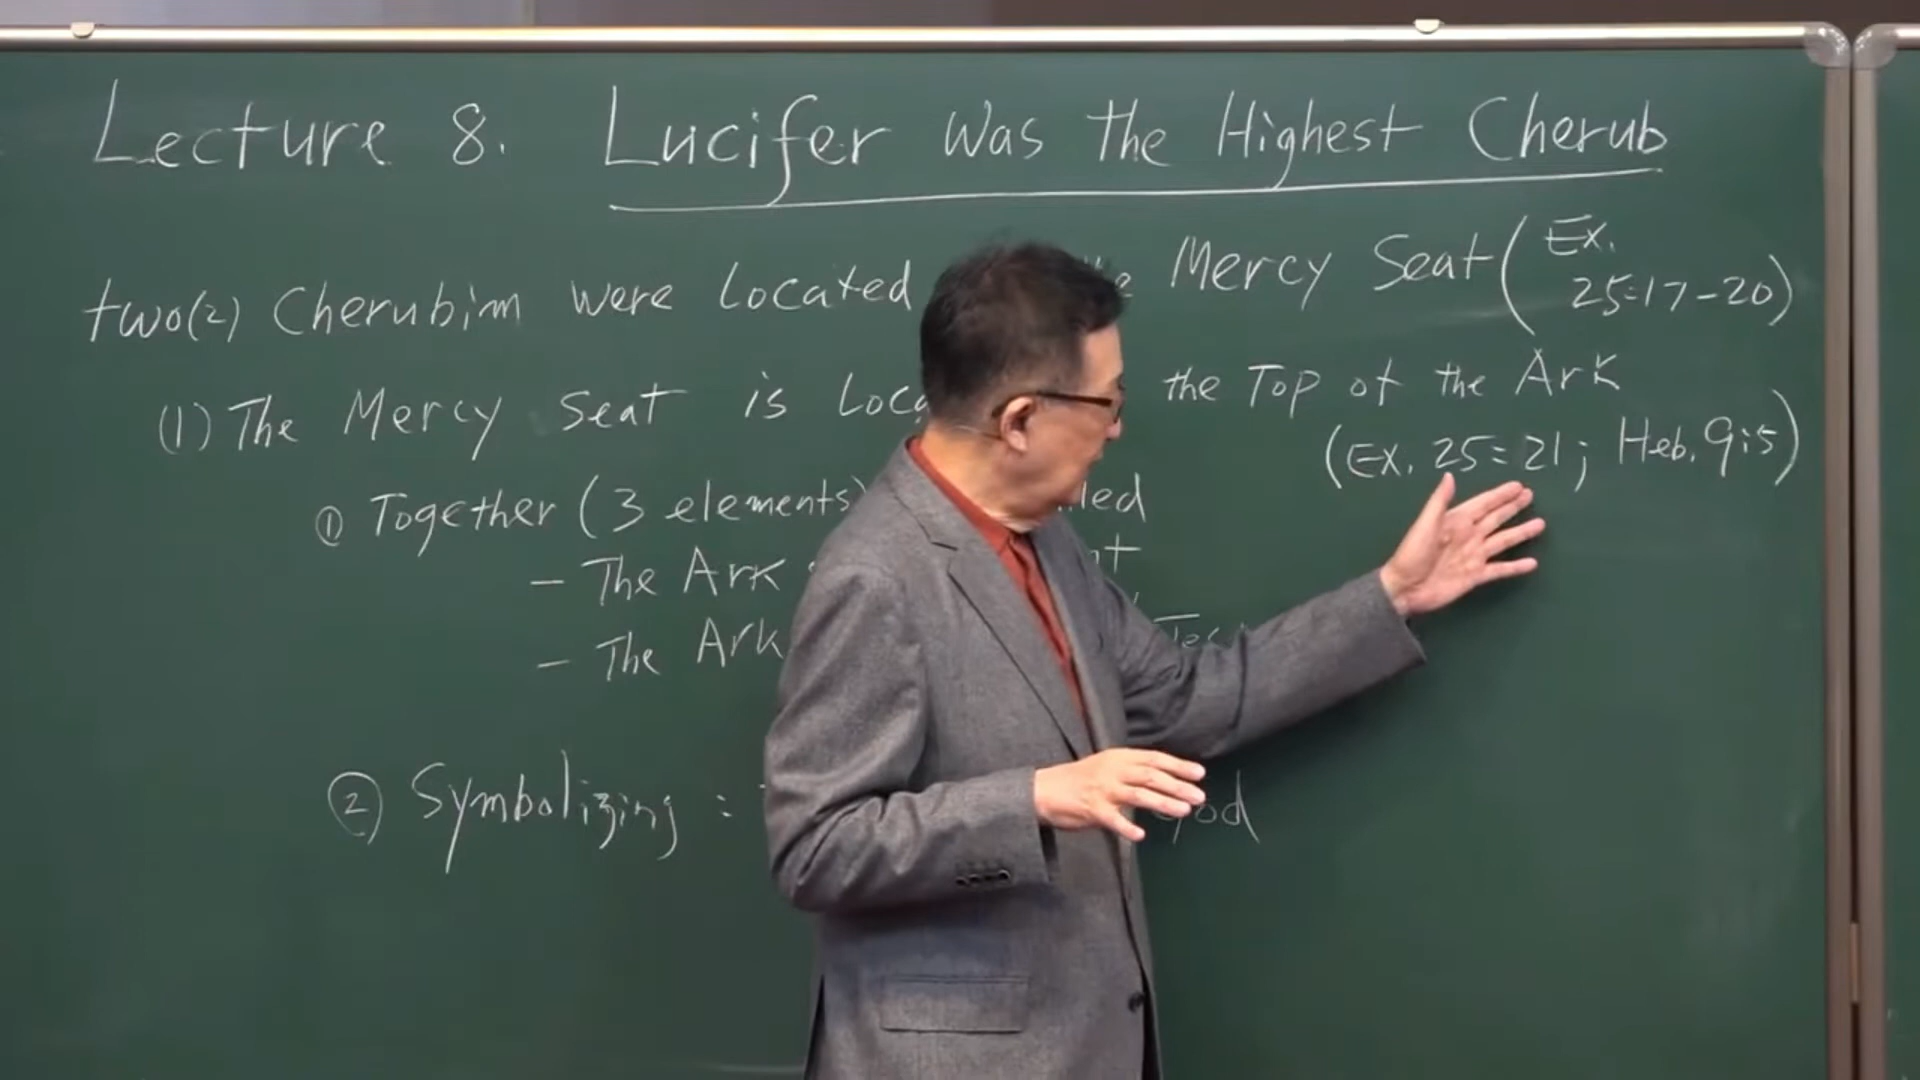 Lecture 8. Lucifer Was the Highest Cherub
two(2) Cherubim were located Mercy Seat (Ex. 25:17-20)
(1) The Mercy Seat is the Top of the Ark
(Ex. 25:21; Heb. 9:5)
① Together (3 elements)
- The Ark
- The Ark
② Symbolizing : God